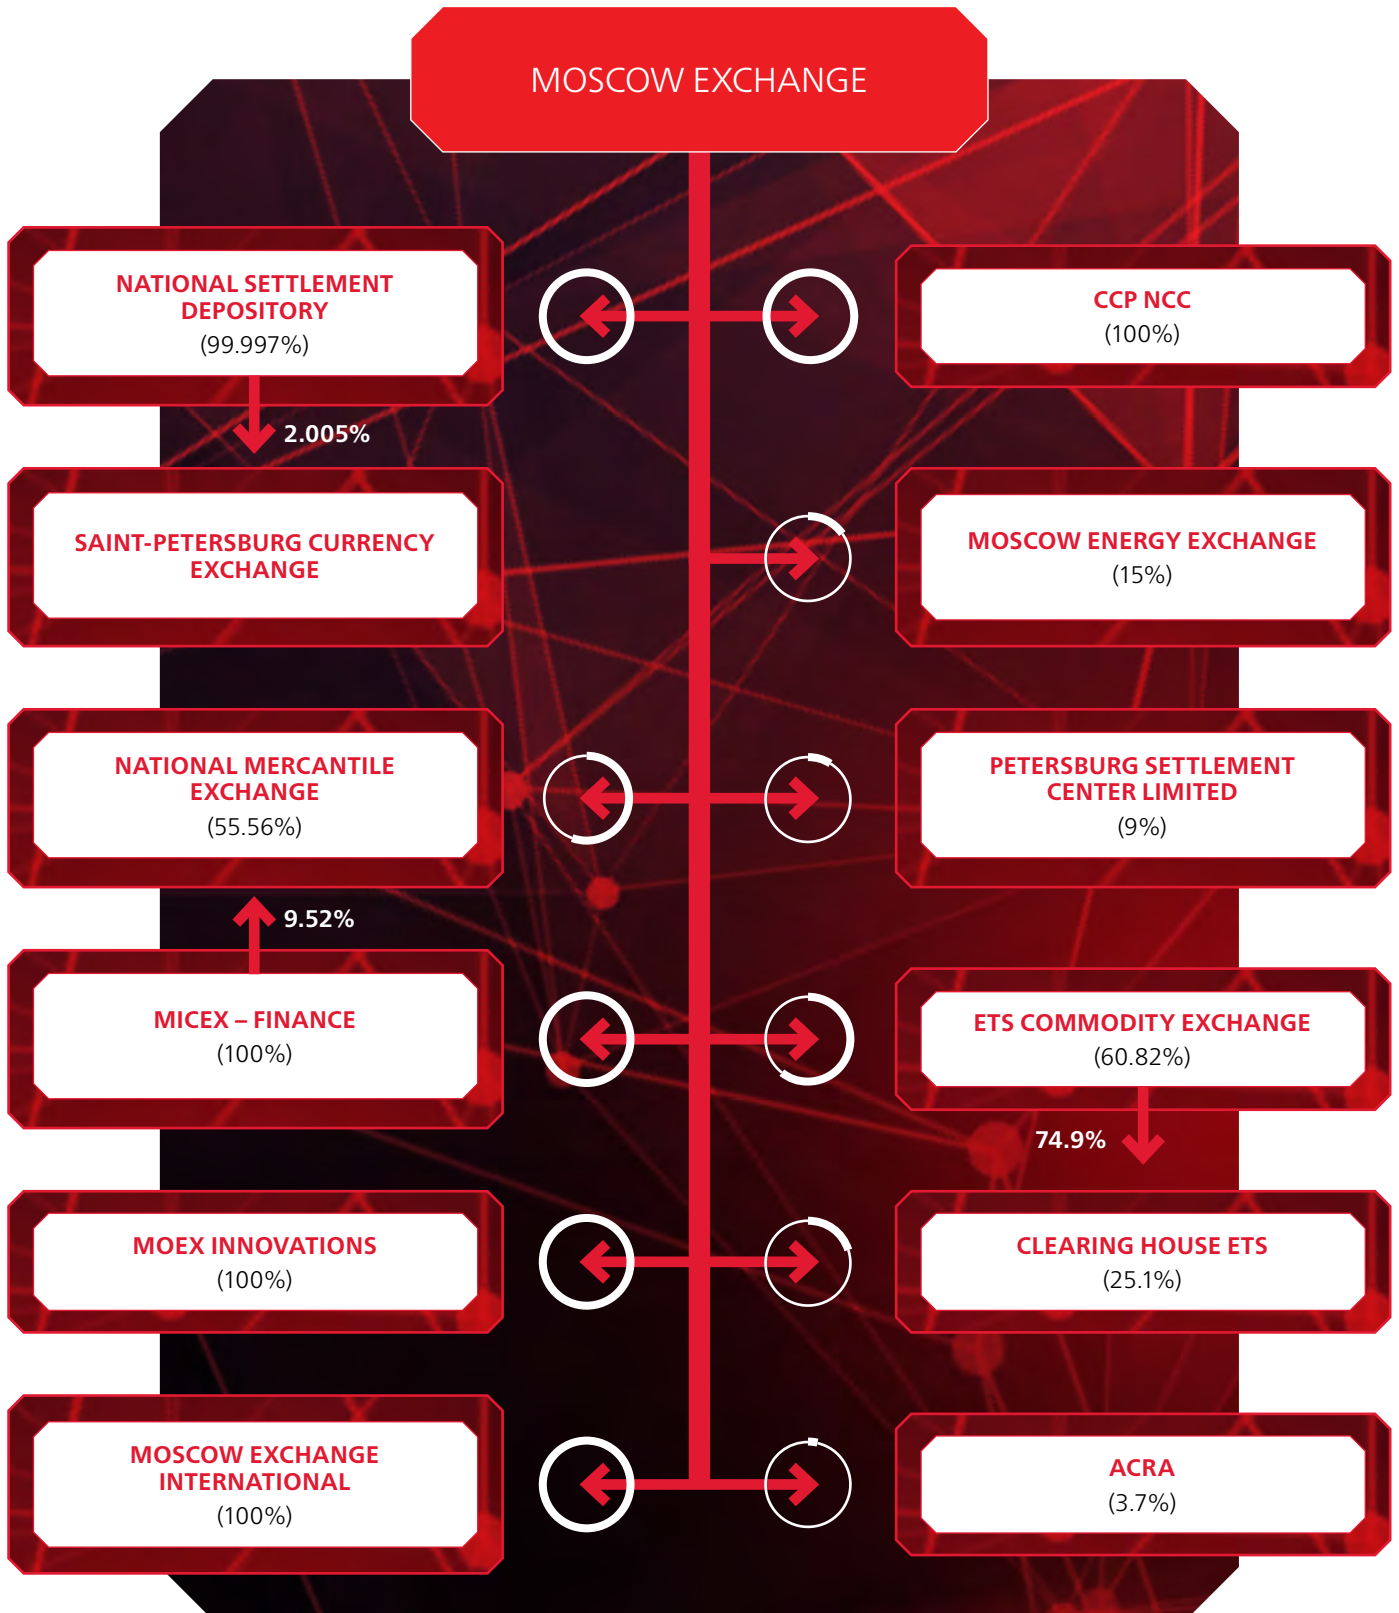 MOSCOW EXCHANGE
NATIONAL SETTLEMENT
DEPOSITORY
(99.997%)
2.005%
SAINT-PETERSBURG CURRENCY
EXCHANGE
NATIONAL MERCANTILE
EXCHANGE
(55.56%)
9.52%
MICEX – FINANCE
(100%)
MOEX INNOVATIONS
(100%)
MOSCOW EXCHANGE
INTERNATIONAL
(100%)
CCP NCC
(100%)
MOSCOW ENERGY EXCHANGE
(15%)
PETERSBURG SETTLEMENT
CENTER LIMITED
(9%)
ETS COMMODITY EXCHANGE
(60.82%)
74.9%
CLEARING HOUSE ETS
(25.1%)
ACRA
(3.7%)